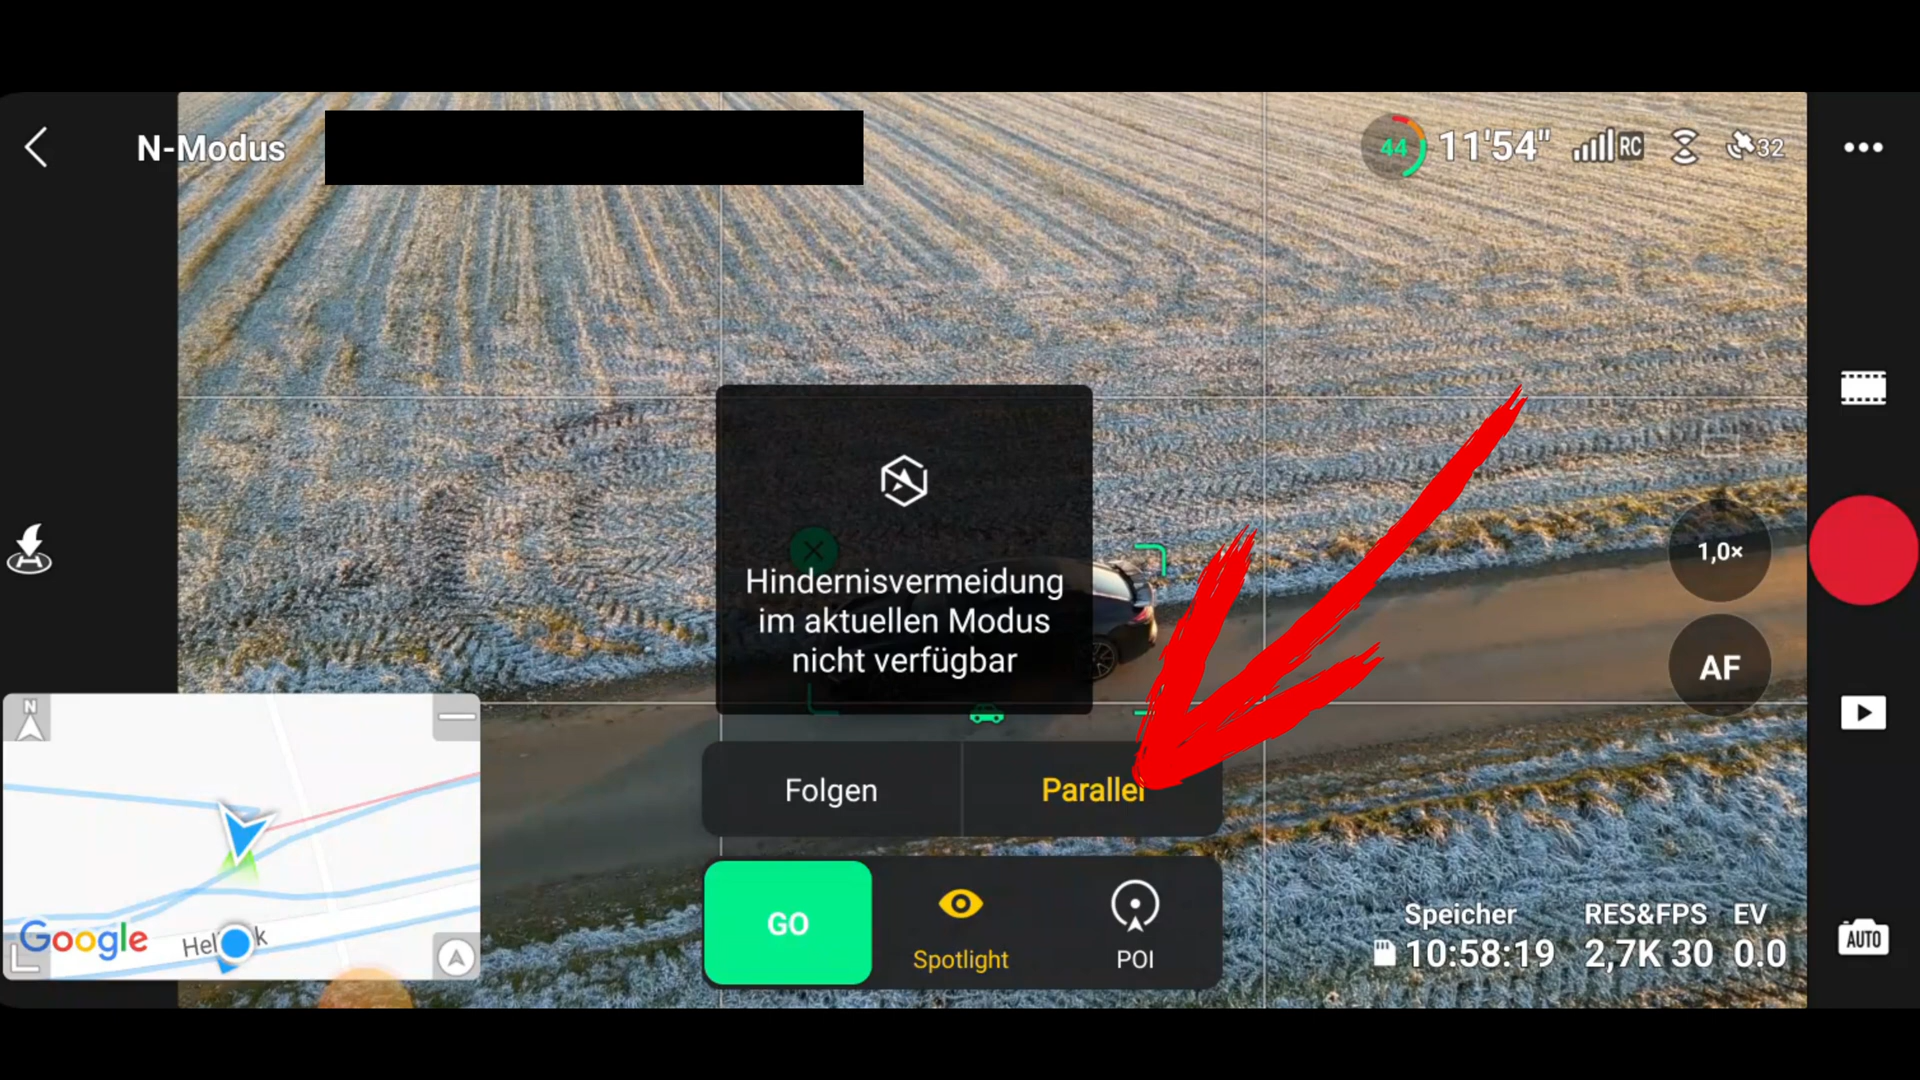 N-Modus
44 11'54" RC 32
Hindernisvermeidung
im aktuellen Modus
nicht verfügbar
1,0×
AF
N
Folgen Parallel
GO Spotlight POI
Speicher RES&FPS EV
10:58:19 2,7K 30 0.0
AUTO
Google